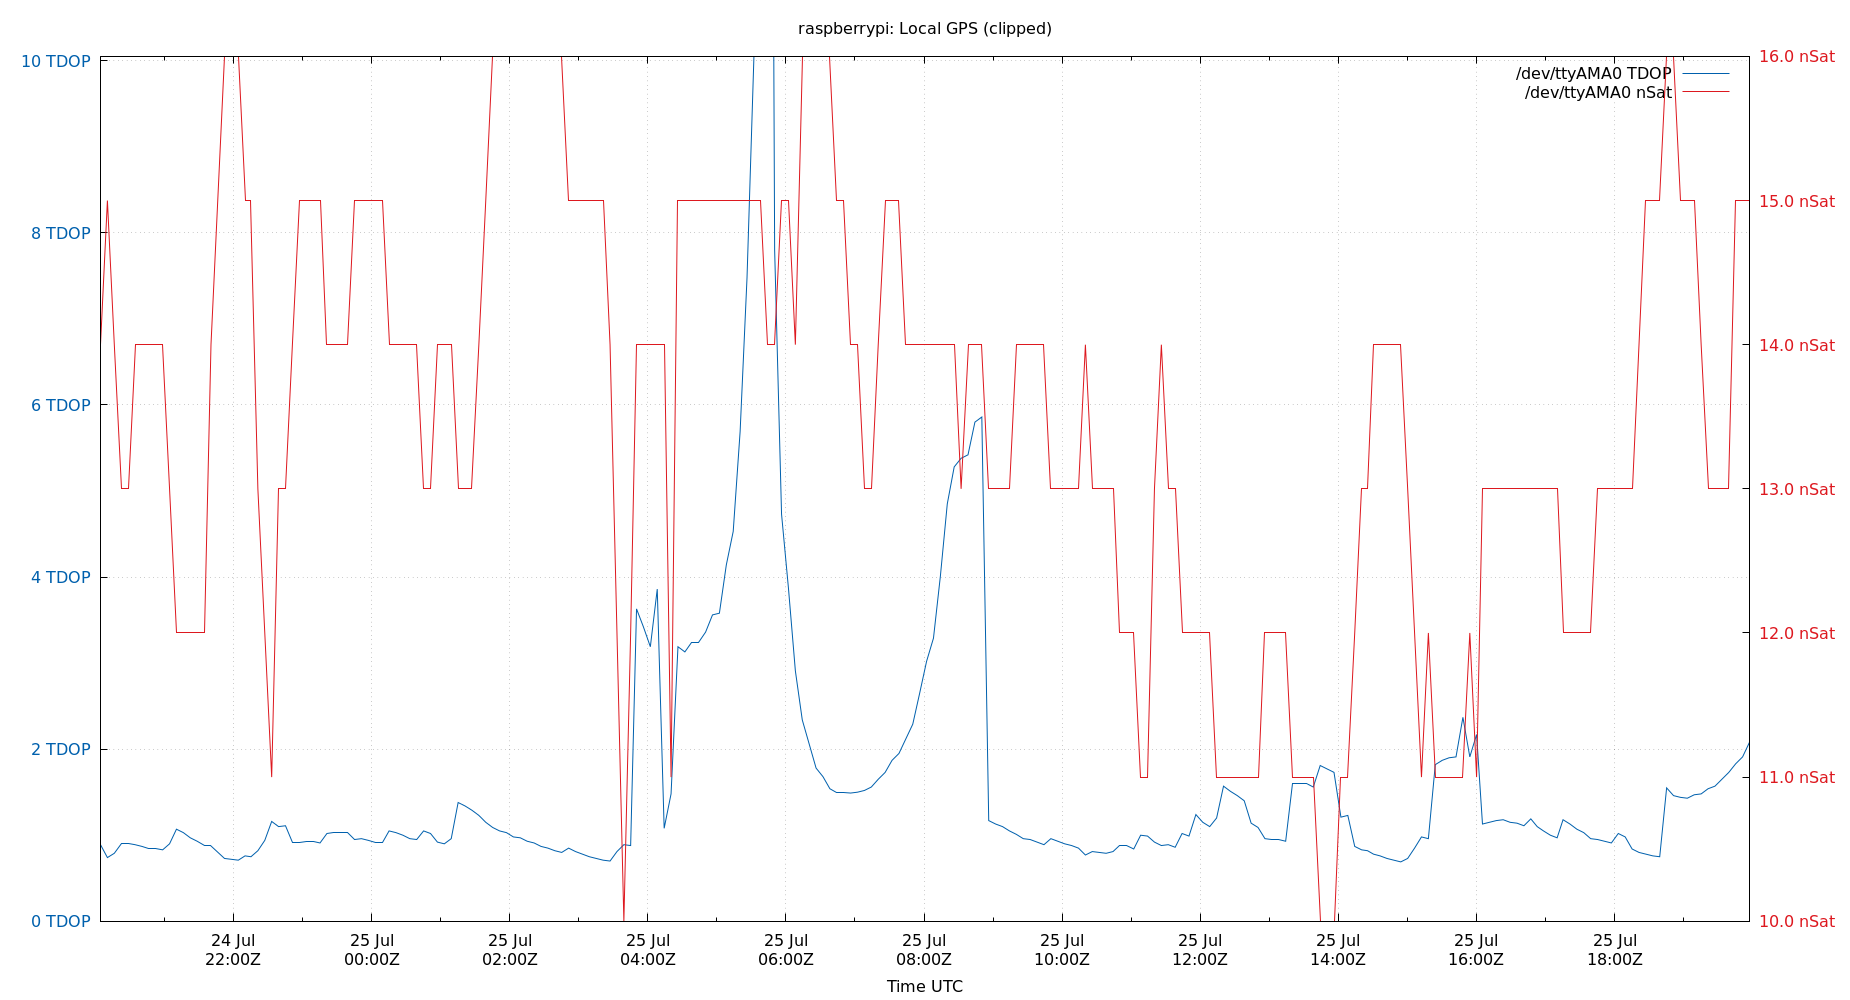 raspberrypi: Local GPS (clipped)
10 TDOP
8 TDOP
6 TDOP
4 TDOP
2 TDOP
0 TDOP
16.0 nSat
15.0 nSat
14.0 nSat
13.0 nSat
12.0 nSat
11.0 nSat
10.0 nSat
/dev/ttyAMA0 TDOP
/dev/ttyAMA0 nSat
24 Jul 25 Jul 25 Jul 25 Jul 25 Jul 25 Jul 25 Jul 25 Jul 25 Jul 25 Jul 25 Jul
22:00Z 00:00Z 02:00Z 04:00Z 06:00Z 08:00Z 10:00Z 12:00Z 14:00Z 16:00Z 18:00Z
Time UTC